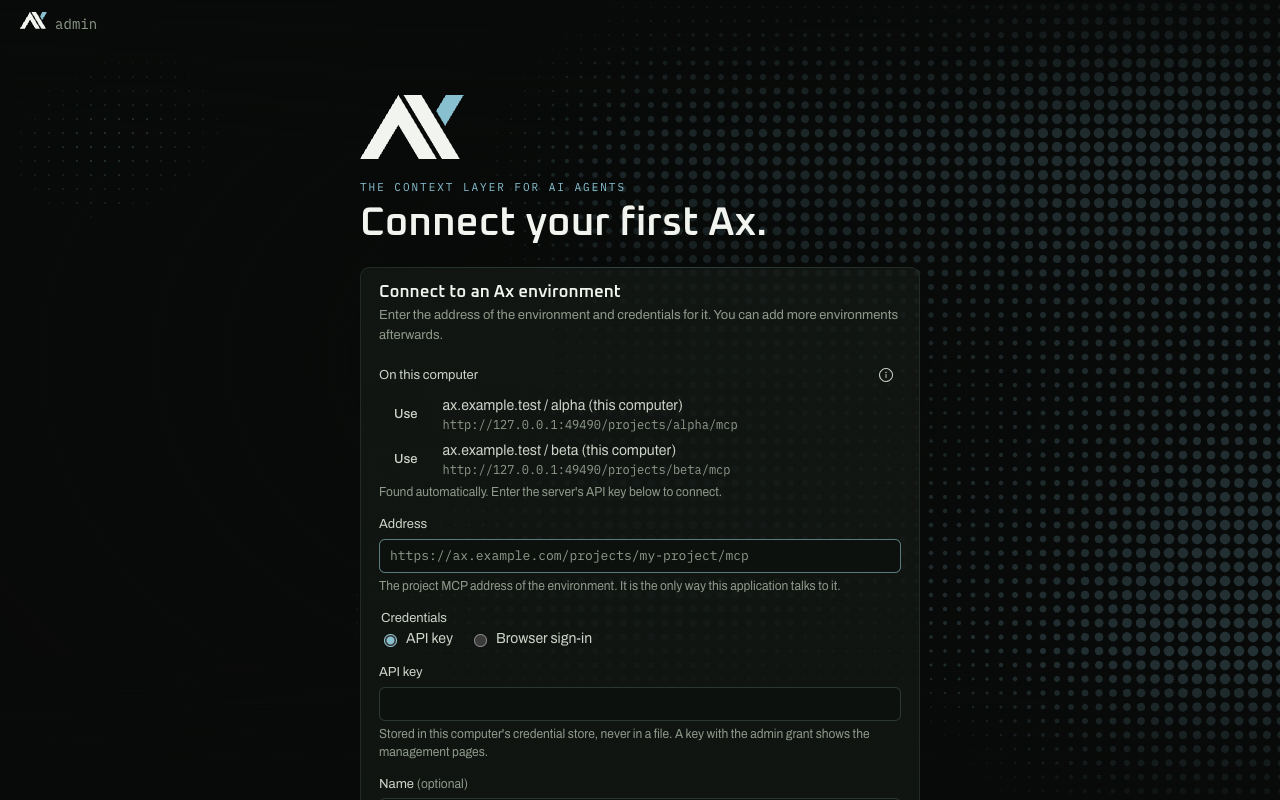 AX admin
AX
THE CONTEXT LAYER FOR AI AGENTS
Connect your first Ax.
Connect to an Ax environment
Enter the address of the environment and credentials for it. You can add more environments
afterwards.
On this computer
Use
ax.example.test / alpha (this computer)
http://127.0.0.1:49490/projects/alpha/mcp
Use
ax.example.test / beta (this computer)
http://127.0.0.1:49490/projects/beta/mcp
Found automatically. Enter the server's API key below to connect.
Address
https://ax.example.com/projects/my-project/mcp
The project MCP address of the environment. It is the only way this application talks to it.
Credentials
API key Browser sign-in
API key
Stored in this computer's credential store, never in a file. A key with the admin grant shows the
management pages.
Name (optional)